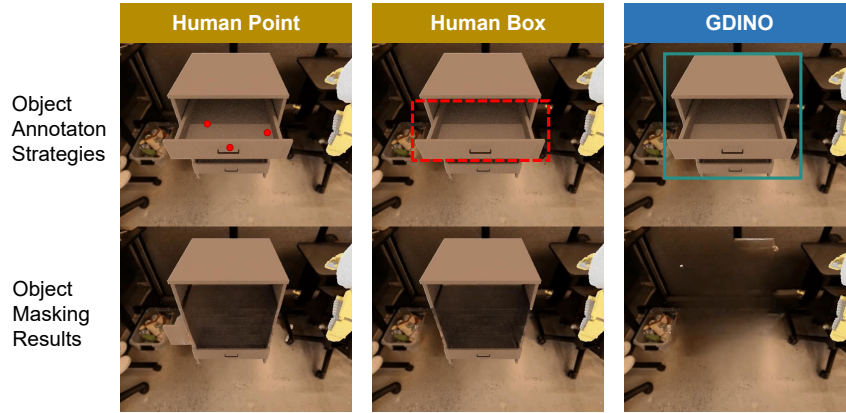 Human Point
Human Box
GDINO
Object
Annotaton
Strategies
Object
Masking
Results